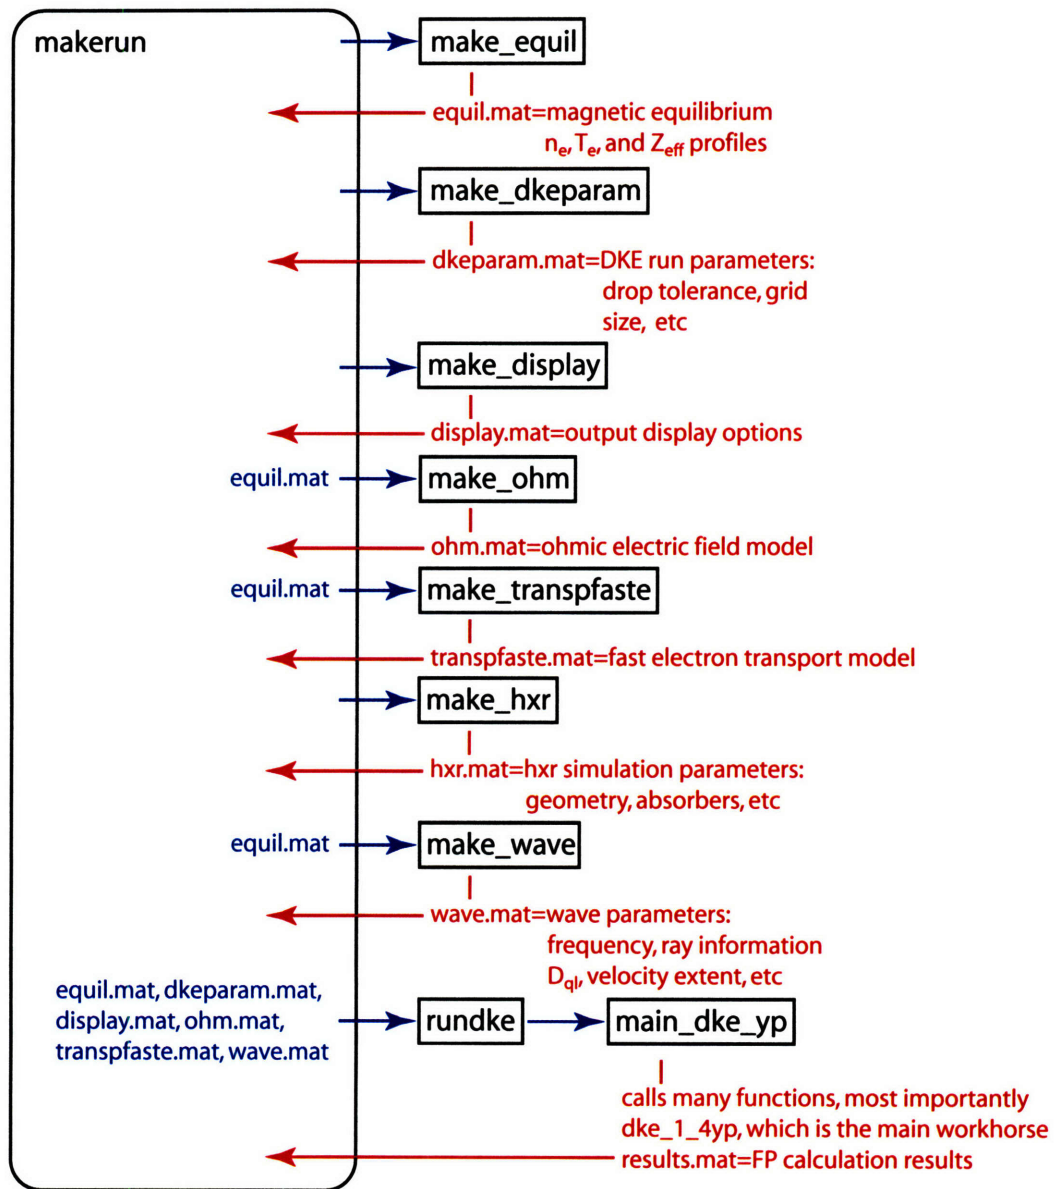 makerun
make_equil
equil.mat=magnetic equilibrium
nₑ, Tₑ, and Z_eff profiles
make_dkeparam
dkeparam.mat=DKE run parameters:
drop tolerance, grid
size, etc
make_display
display.mat=output display options
equil.mat
make_ohm
ohm.mat=ohmic electric field model
equil.mat
make_transpfaste
transpfaste.mat=fast electron transport model
make_hxr
hxr.mat=hxr simulation parameters:
geometry, absorbers, etc
equil.mat
make_wave
wave.mat=wave parameters:
frequency, ray information
D_ql, velocity extent, etc
equil.mat, dkeparam.mat,
display.mat, ohm.mat,
transpfaste.mat, wave.mat
rundke
main_dke_yp
calls many functions, most importantly
dke_1_4yp, which is the main workhorse
results.mat=FP calculation results